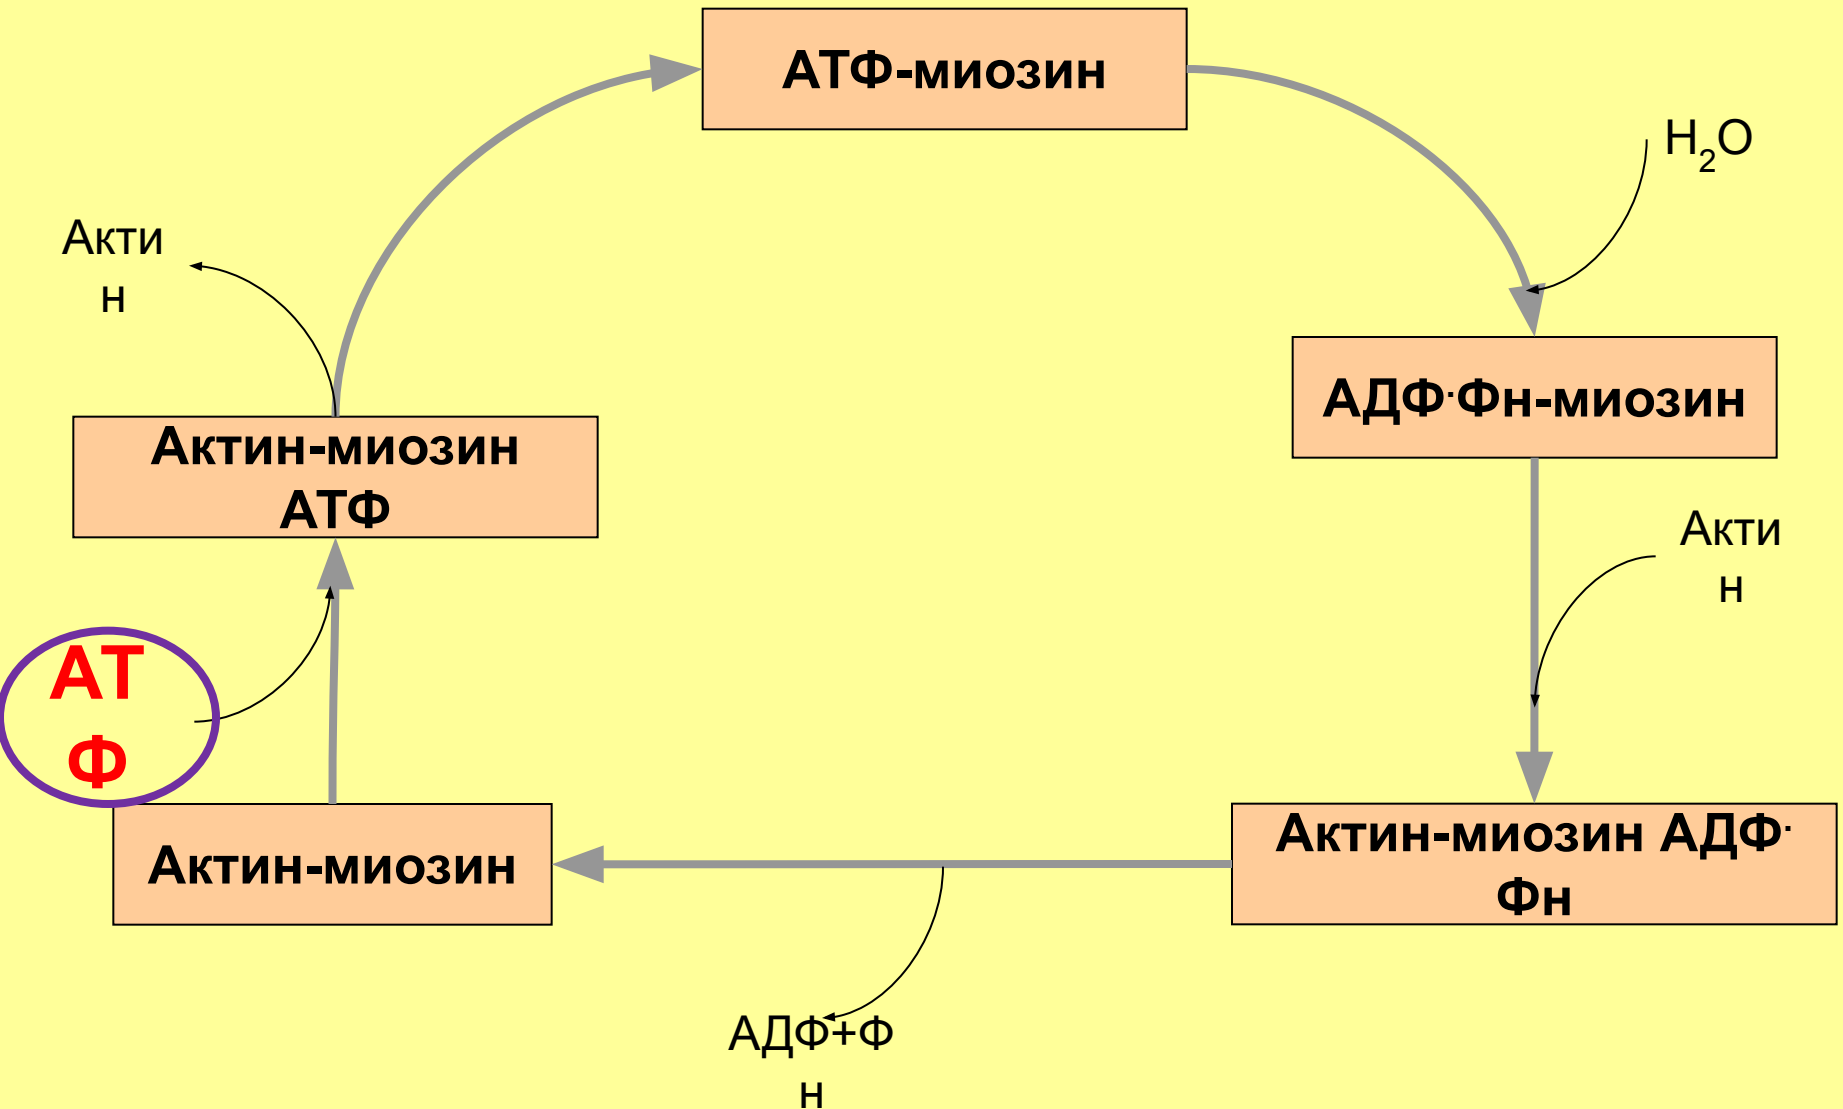 АТФ-миозин
H₂O
Акти
н
АДФ·Фн-миозин
Актин-миозин
АТФ
Акти
н
АТ
Ф
Актин-миозин
Актин-миозин АДФ·
Фн
АДФ+Ф
н